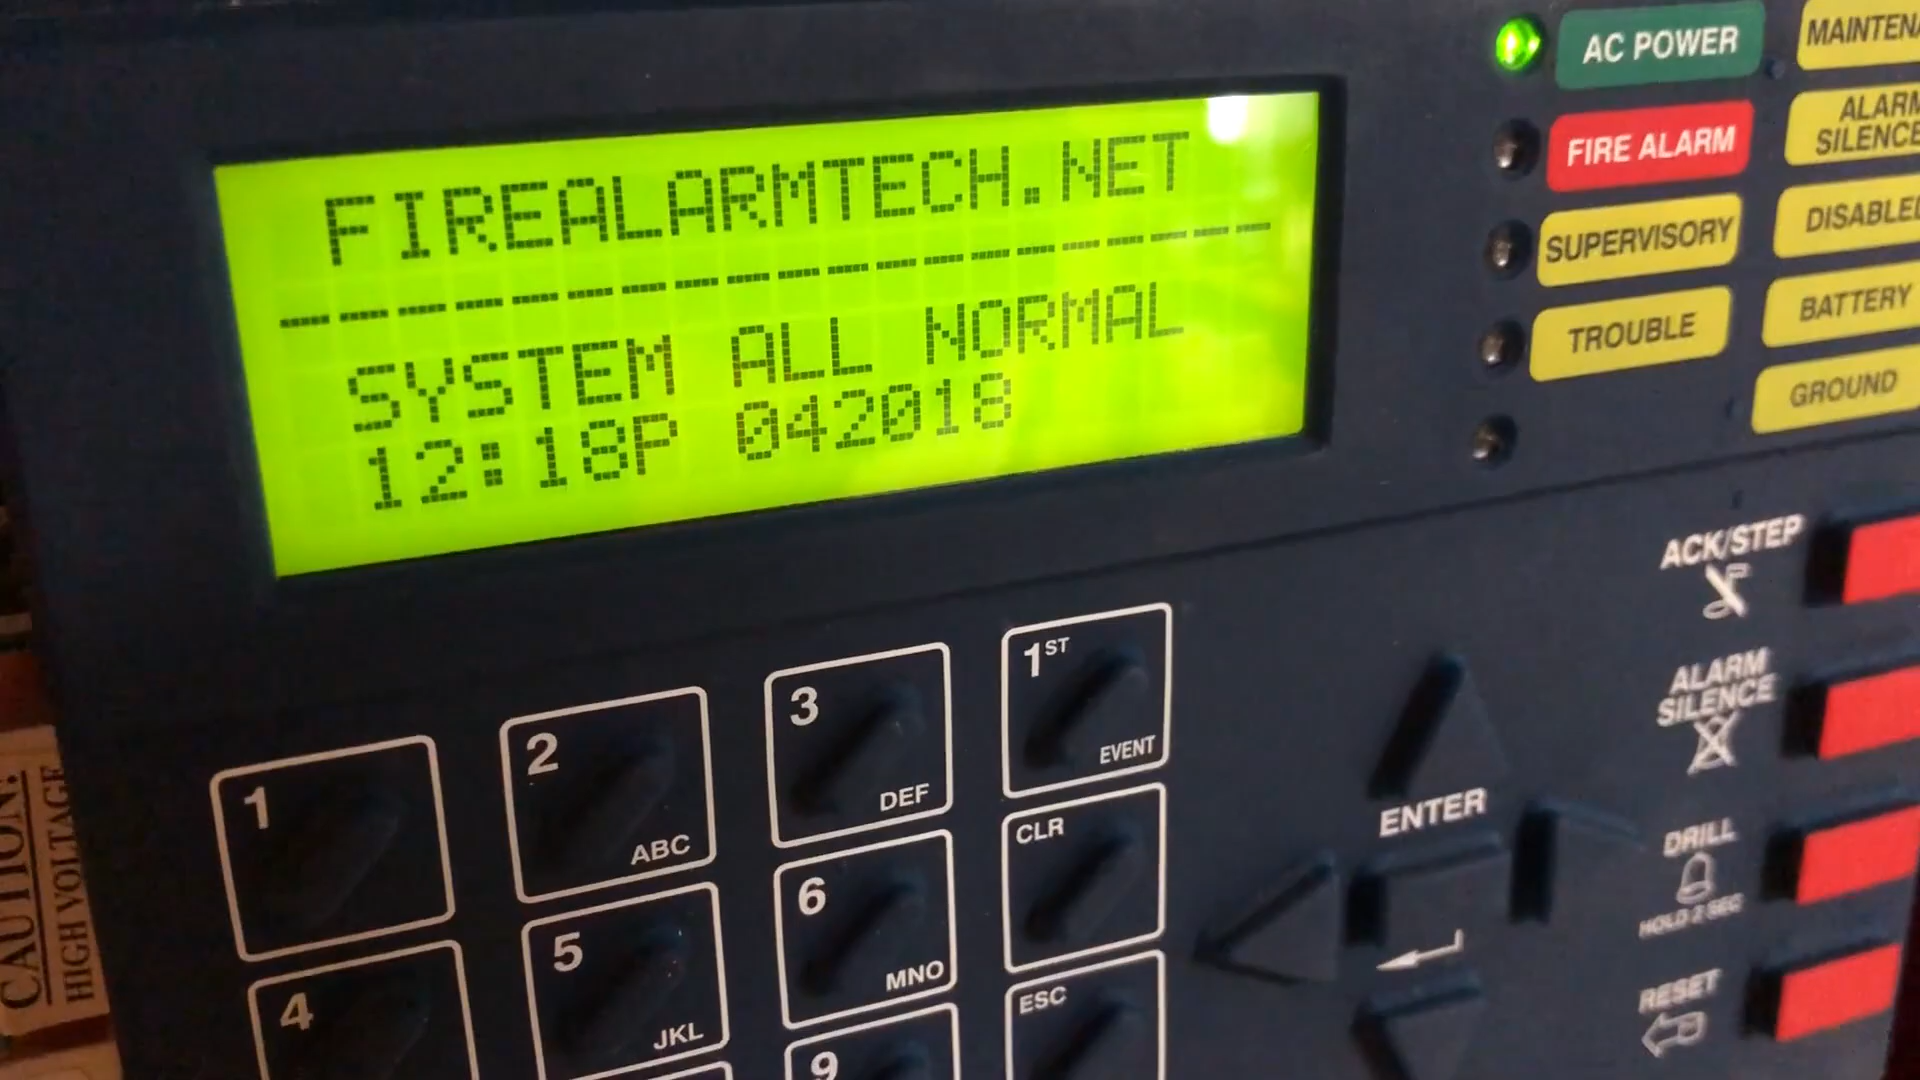 FIREALARMTECH.NET
--------------------
SYSTEM ALL NORMAL
12:18P 042018
AC POWER
FIRE ALARM
SUPERVISORY
TROUBLE
ALARM
SILENCE
DISABLED
BATTERY
GROUND
1
2
ABC
3
DEF
1ST
EVENT
4
5
JKL
6
MNO
CLR
9
ESC
ENTER
ACK/STEP
ALARM
SILENCE
DRILL
HOLD 2 SEC
RESET
CAUTION!
HIGH VOLTAGE